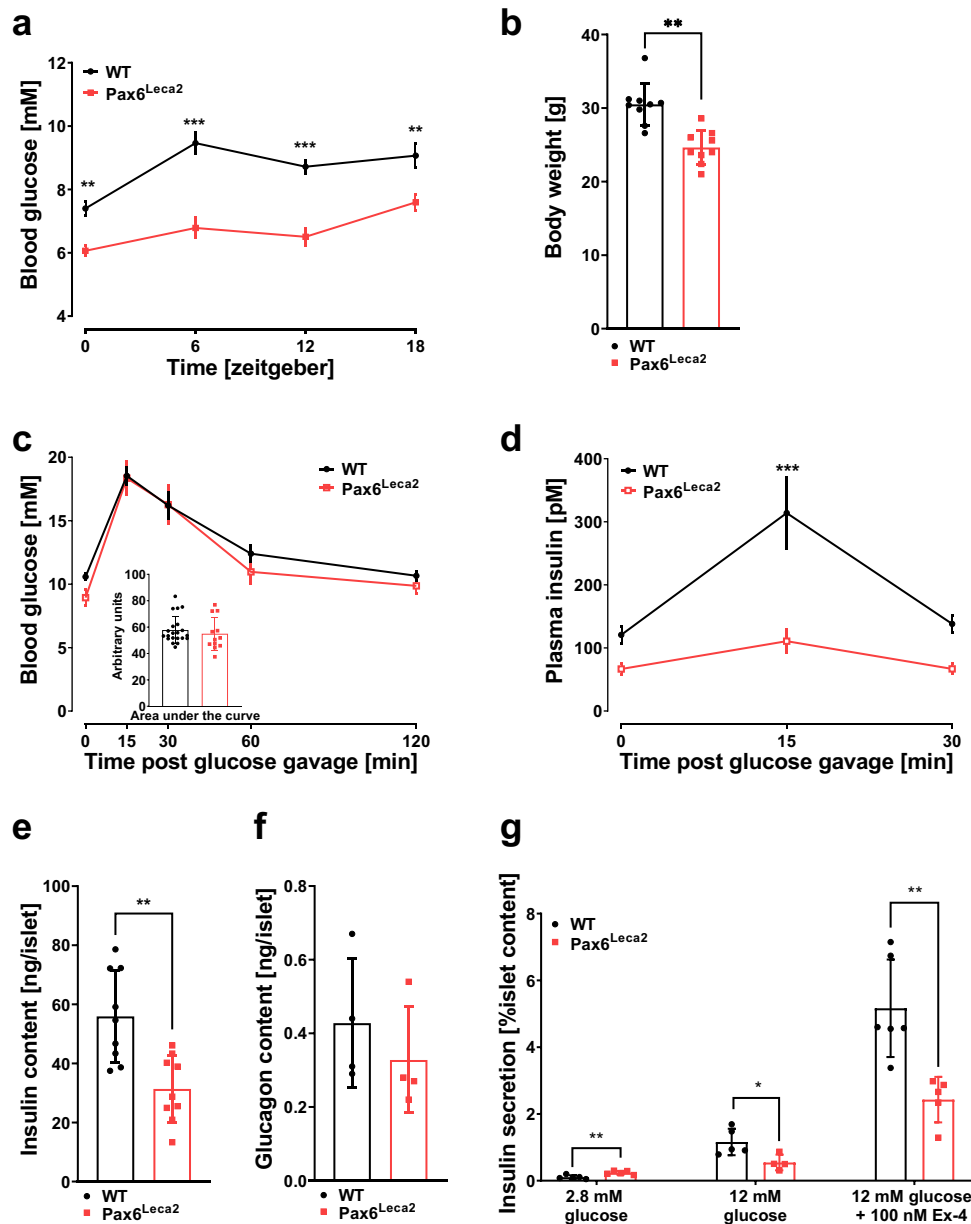 a
Blood glucose [mM]
12
10
8
6
4
WT
Pax6Leca2
**
***
***
**
0
6
12
18
Time [zeitgeber]
b
Body weight [g]
40
30
20
10
0
**
WT
Pax6Leca2
c
Blood glucose [mM]
20
15
10
5
0
WT
Pax6Leca2
Arbitrary units
100
80
60
40
20
0
Area under the curve
0
15
30
60
120
Time post glucose gavage [min]
d
Plasma insulin [pM]
400
300
200
100
0
WT
Pax6Leca2
***
0
15
30
Time post glucose gavage [min]
e
Insulin content [ng/islet]
100
80
60
40
20
0
**
WT
Pax6Leca2
f
Glucagon content [ng/islet]
0.8
0.6
0.4
0.2
0.0
WT
Pax6Leca2
g
Insulin secretion [%islet content]
8
6
4
2
0
WT
Pax6Leca2
**
*
**
2.8 mM
glucose
12 mM
glucose
12 mM glucose
+ 100 nM Ex-4